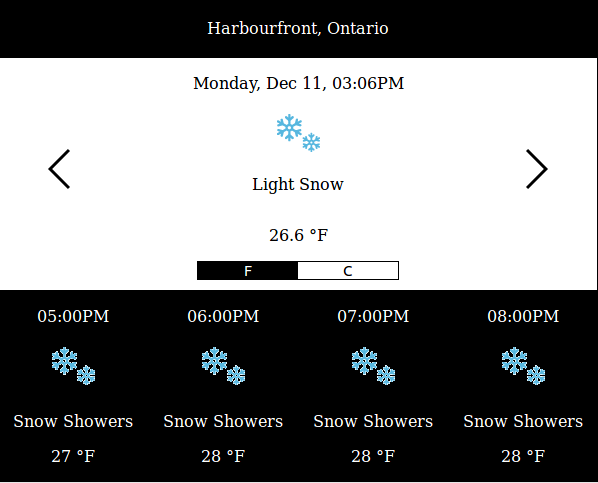 Harbourfront, Ontario
Monday, Dec 11, 03:06PM
Light Snow
26.6 °F
F C
05:00PM 06:00PM 07:00PM 08:00PM
Snow Showers Snow Showers Snow Showers Snow Showers
27 °F 28 °F 28 °F 28 °F